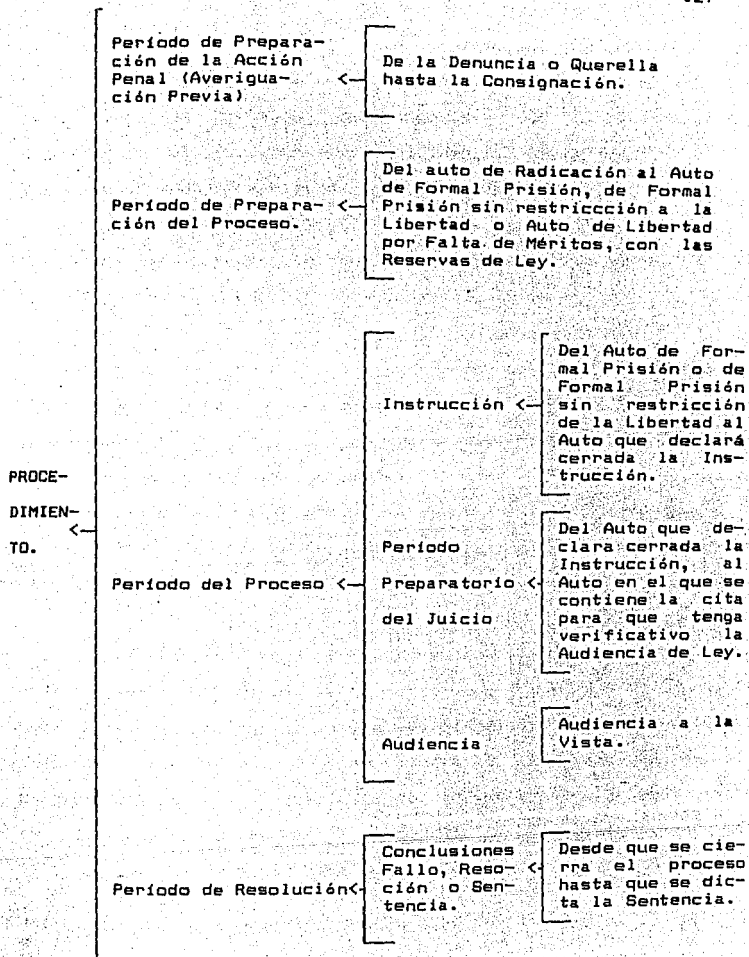 Período de Prepara-
ción de la Acción
Penal (Averigua-
ción Previa)
De la Denuncia o Querella
hasta la Consignación.
Período de Prepara-
ción del Proceso.
Del auto de Radicación al Auto
de Formal Prisión, de Formal
Prisión sin restriccción a la
Libertad o Auto de Libertad
por Falta de Méritos, con las
Reservas de Ley.
PROCE-
DIMIEN-
TO.
Período del Proceso
Instrucción
Del Auto de For-
mal Prisión o de
Formal Prisión
sin restricción
de la Libertad al
Auto que declará
cerrada la Ins-
trucción.
Período
Preparatorio
del Juicio
Del Auto que de-
clara cerrada la
Instrucción, al
Auto en el que se
contiene la cita
para que tenga
verificativo la
Audiencia de Ley.
Audiencia
Audiencia a la
Vista.
Período de Resolución
Conclusiones
Fallo, Reso-
ción o Sen-
tencia.
Desde que se cie-
rra el proceso
hasta que se dic-
ta la Sentencia.